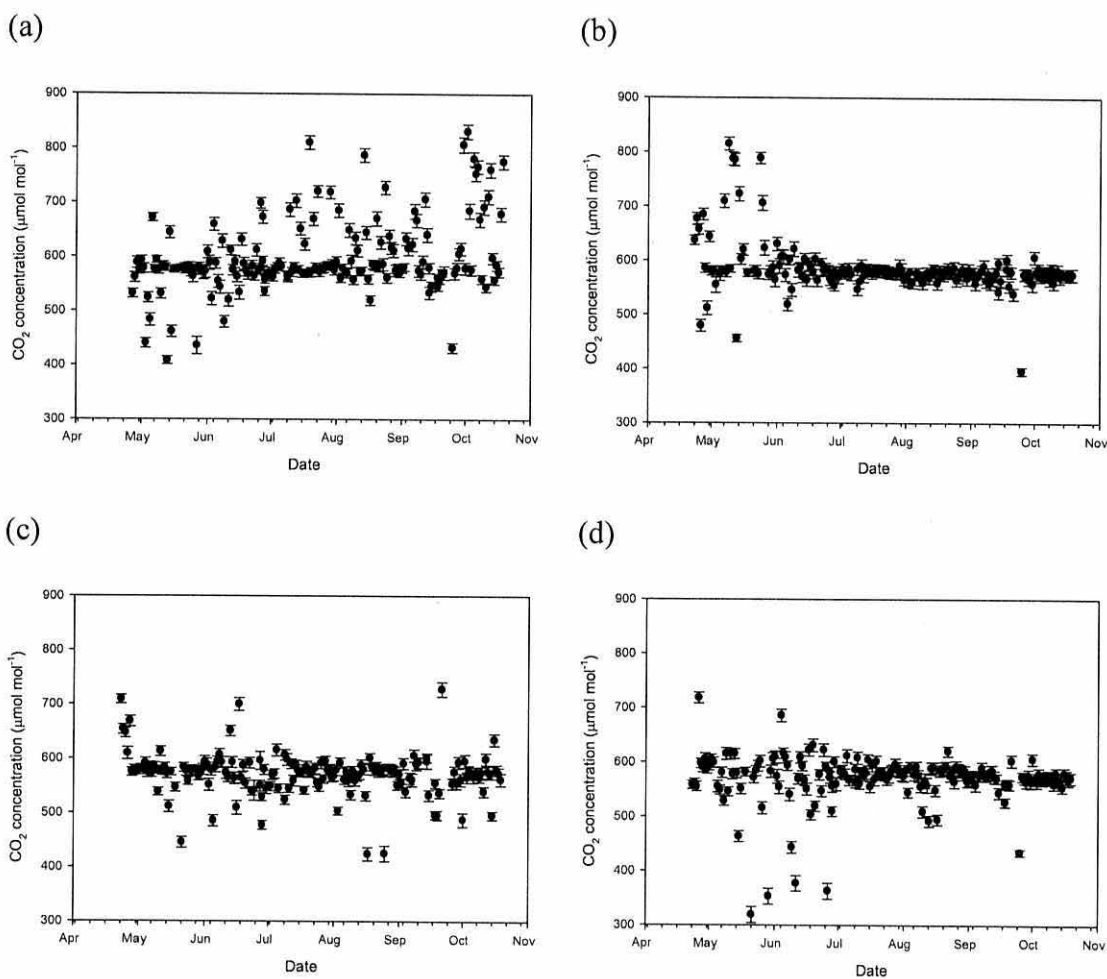 (a)
(b)
900
800
700
600
500
400
300
CO₂ concentration (μmol mol⁻¹)
Apr May Jun Jul Aug Sep Oct Nov
Date
900
800
700
600
500
400
300
CO₂ concentration (μmol mol⁻¹)
Apr May Jun Jul Aug Sep Oct Nov
Date
(c)
(d)
900
800
700
600
500
400
300
CO₂ concentration (μmol mol⁻¹)
Apr May Jun Jul Aug Sep Oct Nov
Date
900
800
700
600
500
400
300
CO₂ concentration (μmol mol⁻¹)
Apr May Jun Jul Aug Sep Oct Nov
Date